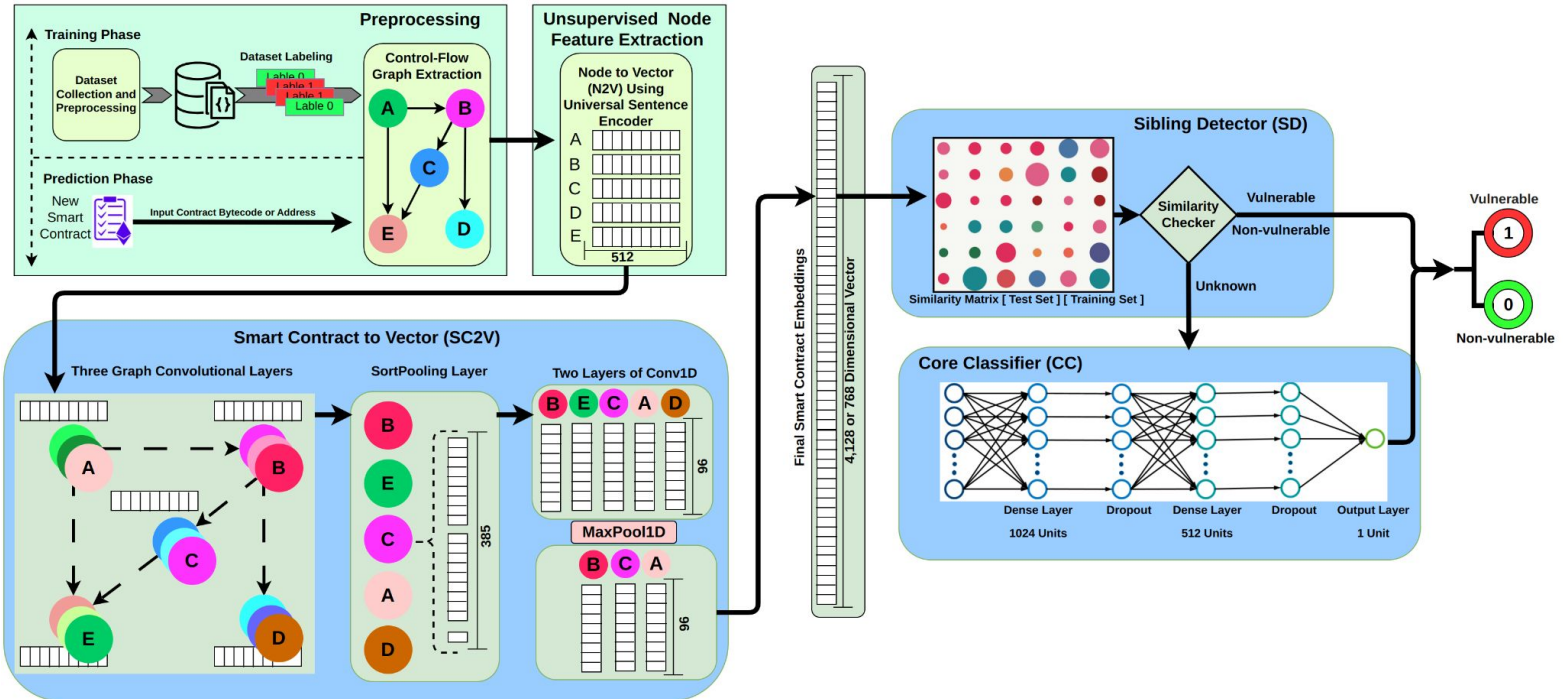 Preprocessing
Training Phase
Dataset
Collection and
Preprocessing
{ }
Dataset Labeling
Lable 0
Lable 1
Lable 1
Lable 0
Control-Flow
Graph Extraction
A
B
C
E
D
Prediction Phase
New
Smart
Contract
Input Contract Bytecode or Address
Unsupervised Node
Feature Extraction
Node to Vector
(N2V) Using
Universal Sentence
Encoder
A
B
C
D
E
512
Smart Contract to Vector (SC2V)
Three Graph Convolutional Layers
A
B
C
E
D
SortPooling Layer
B
E
C
A
D
385
Two Layers of Conv1D
B E C A D
96
MaxPool1D
B C A
96
Final Smart Contract Embeddings
4,128 or 768 Dimensional Vector
Sibling Detector (SD)
Similarity Matrix [ Test Set ] [ Training Set ]
Similarity
Checker
Vulnerable
Non-vulnerable
Unknown
Core Classifier (CC)
Dense Layer
1024 Units
Dropout
Dense Layer
512 Units
Dropout
Output Layer
1 Unit
Vulnerable
1
0
Non-vulnerable